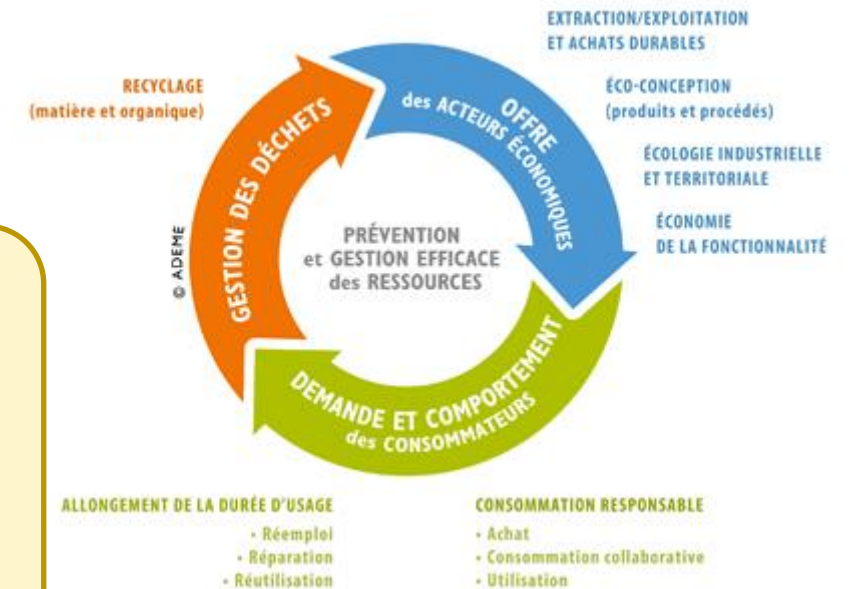 EXTRACTION/EXPLOITATION
ET ACHATS DURABLES
ÉCO-CONCEPTION
(produits et procédés)
ÉCOLOGIE INDUSTRIELLE
ET TERRITORIALE
ÉCONOMIE
DE LA FONCTIONNALITÉ
RECYCLAGE
(matière et organique)
OFFRE
des ACTEURS ÉCONOMIQUES
GESTION DES DÉCHETS
PRÉVENTION
et GESTION EFFICACE
des RESSOURCES
© ADEME
DEMANDE ET COMPORTEMENT
des CONSOMMATEURS
ALLONGEMENT DE LA DURÉE D'USAGE
• Réemploi
• Réparation
• Réutilisation
CONSOMMATION RESPONSABLE
• Achat
• Consommation collaborative
• Utilisation